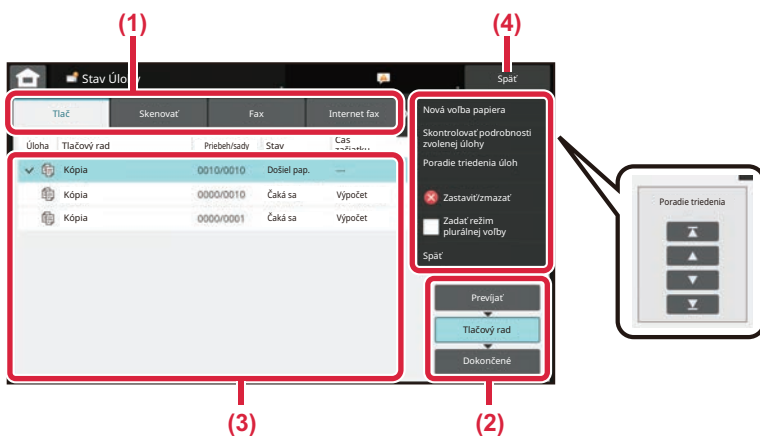 (1)
(4)
Stav Úlohy
Späť
Tlač
Skenovať
Fax
Internet fax
Úloha
Tlačový rad
Priebeh/sady
Stav
Čas
začiatku
Kópia
0010/0010
Došiel pap.
---
Kópia
0000/0010
Čaká sa
Výpočet
Kópia
0000/0001
Čaká sa
Výpočet
Nová voľba papiera
Skontrolovať podrobnosti
zvolenej úlohy
Poradie triedenia úloh
Zastaviť/zmazať
Zadať režim
plurálnej voľby
Späť
Previjať
Tlačový rad
Dokončené
Poradie triedenia
(3)
(2)